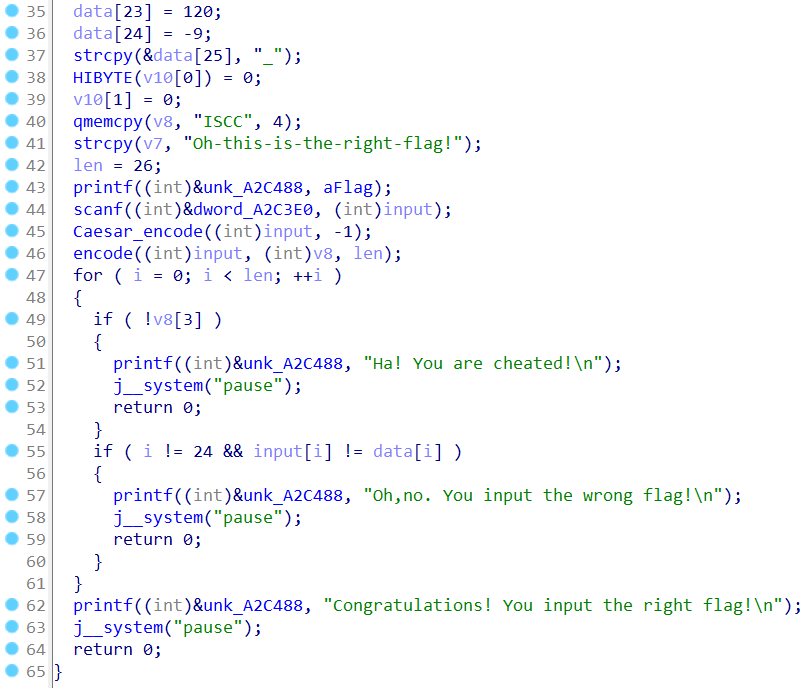 35 data[23] = 120;
36 data[24] = -9;
37 strcpy(&data[25], "_");
38 HIBYTE(v10[0]) = 0;
39 v10[1] = 0;
40 qmemcpy(v8, "ISCC", 4);
41 strcpy(v7, "Oh-this-is-the-right-flag!");
42 len = 26;
43 printf((int)&unk_A2C488, aFlag);
44 scanf((int)&dword_A2C3E0, (int)input);
45 Caesar_encode((int)input, -1);
46 encode((int)input, (int)v8, len);
47 for ( i = 0; i < len; ++i )
48 {
49 if ( !v8[3] )
50 {
51 printf((int)&unk_A2C488, "Ha! You are cheated!\n");
52 j__system("pause");
53 return 0;
54 }
55 if ( i != 24 && input[i] != data[i] )
56 {
57 printf((int)&unk_A2C488, "Oh,no. You input the wrong flag!\n");
58 j__system("pause");
59 return 0;
60 }
61 }
62 printf((int)&unk_A2C488, "Congratulations! You input the right flag!\n");
63 j__system("pause");
64 return 0;
65 }